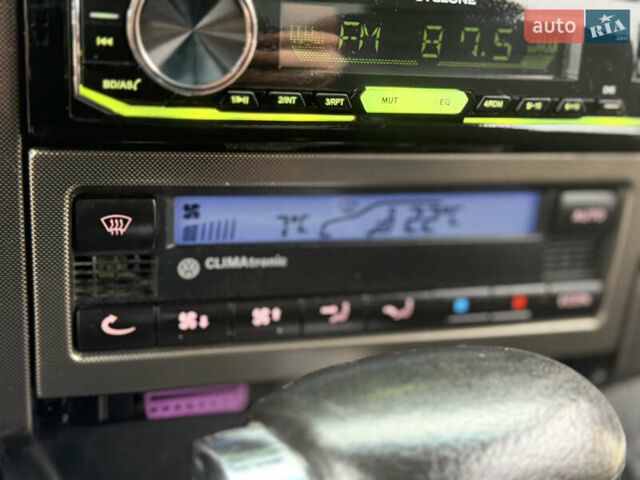 CYCLONE
auto RIA.com
FM 87.5
BD/AS
1/▶|| 2/INT 3/RPT MUT EQ 4/RDM
7°C 22°C
AUTO
CLIMAtronic